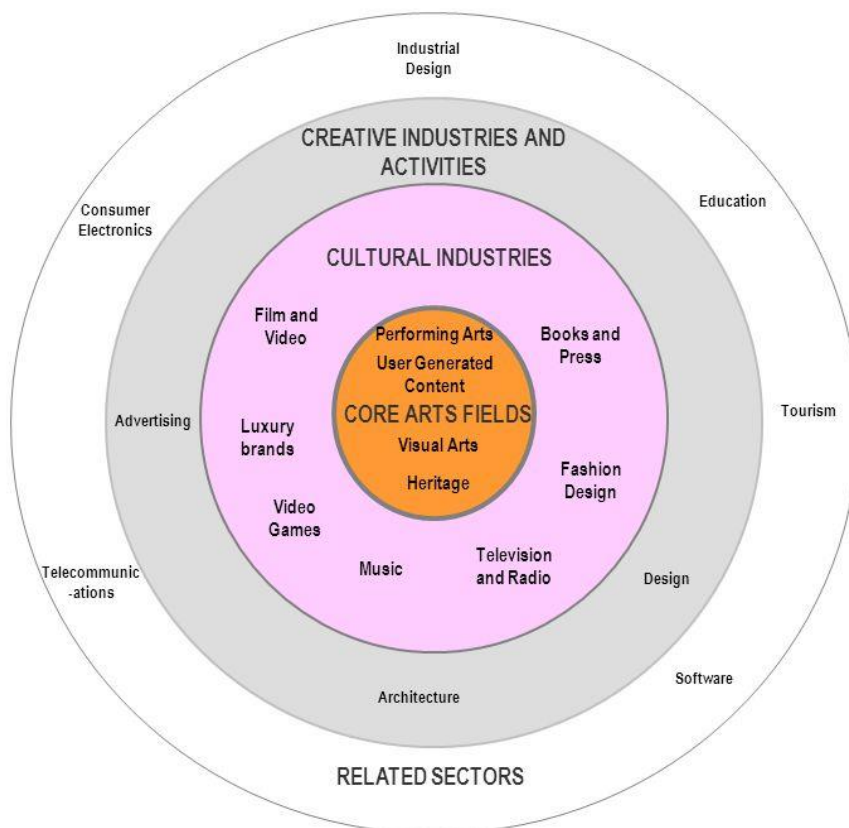 Industrial
Design
CREATIVE INDUSTRIES AND
ACTIVITIES
Consumer
Electronics
Education
CULTURAL INDUSTRIES
Film and
Video
Performing Arts
Books and
Press
User Generated
Content
CORE ARTS FIELDS
Advertising
Luxury
brands
Tourism
Visual Arts
Heritage
Fashion
Design
Video
Games
Music
Television
and Radio
Telecommunic
-ations
Design
Software
Architecture
RELATED SECTORS